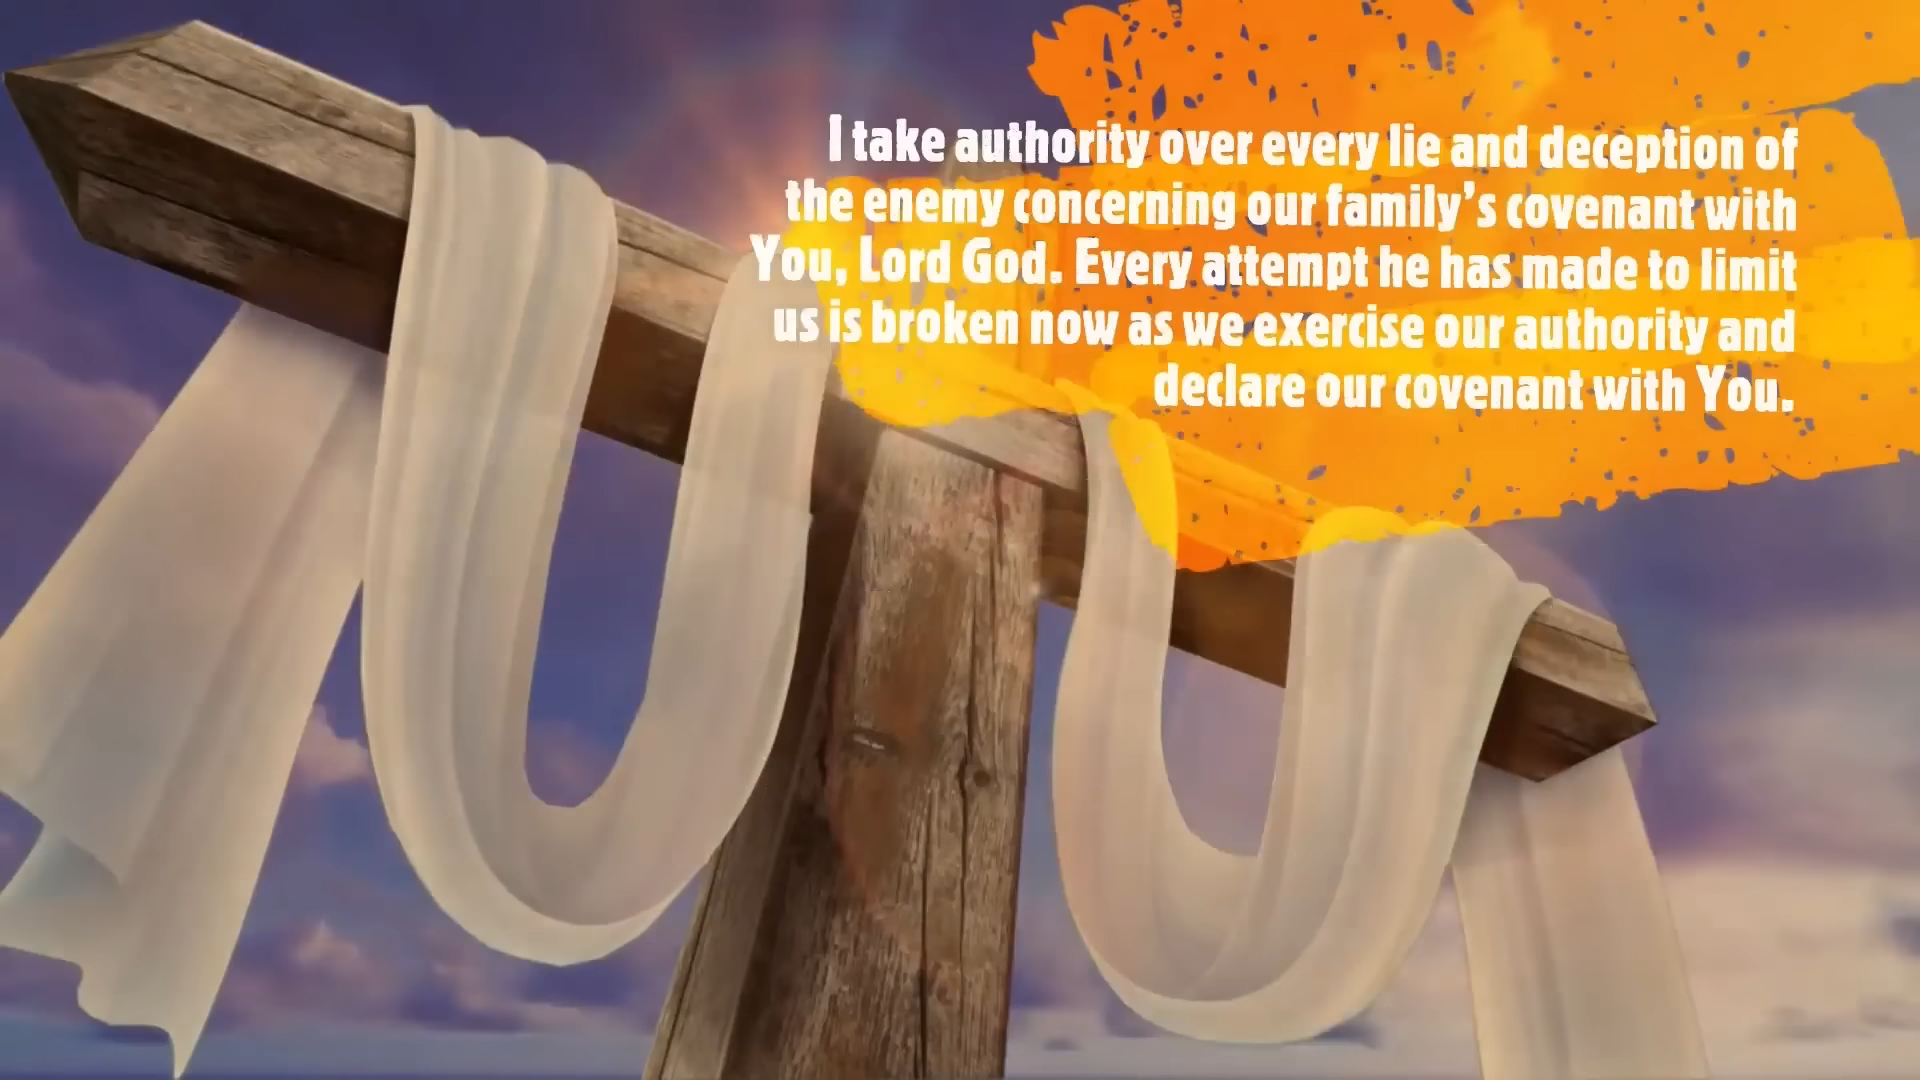 I take authority over every lie and deception of
the enemy concerning our family's covenant with
You, Lord God. Every attempt he has made to limit
us is broken now as we exercise our authority and
declare our covenant with You.